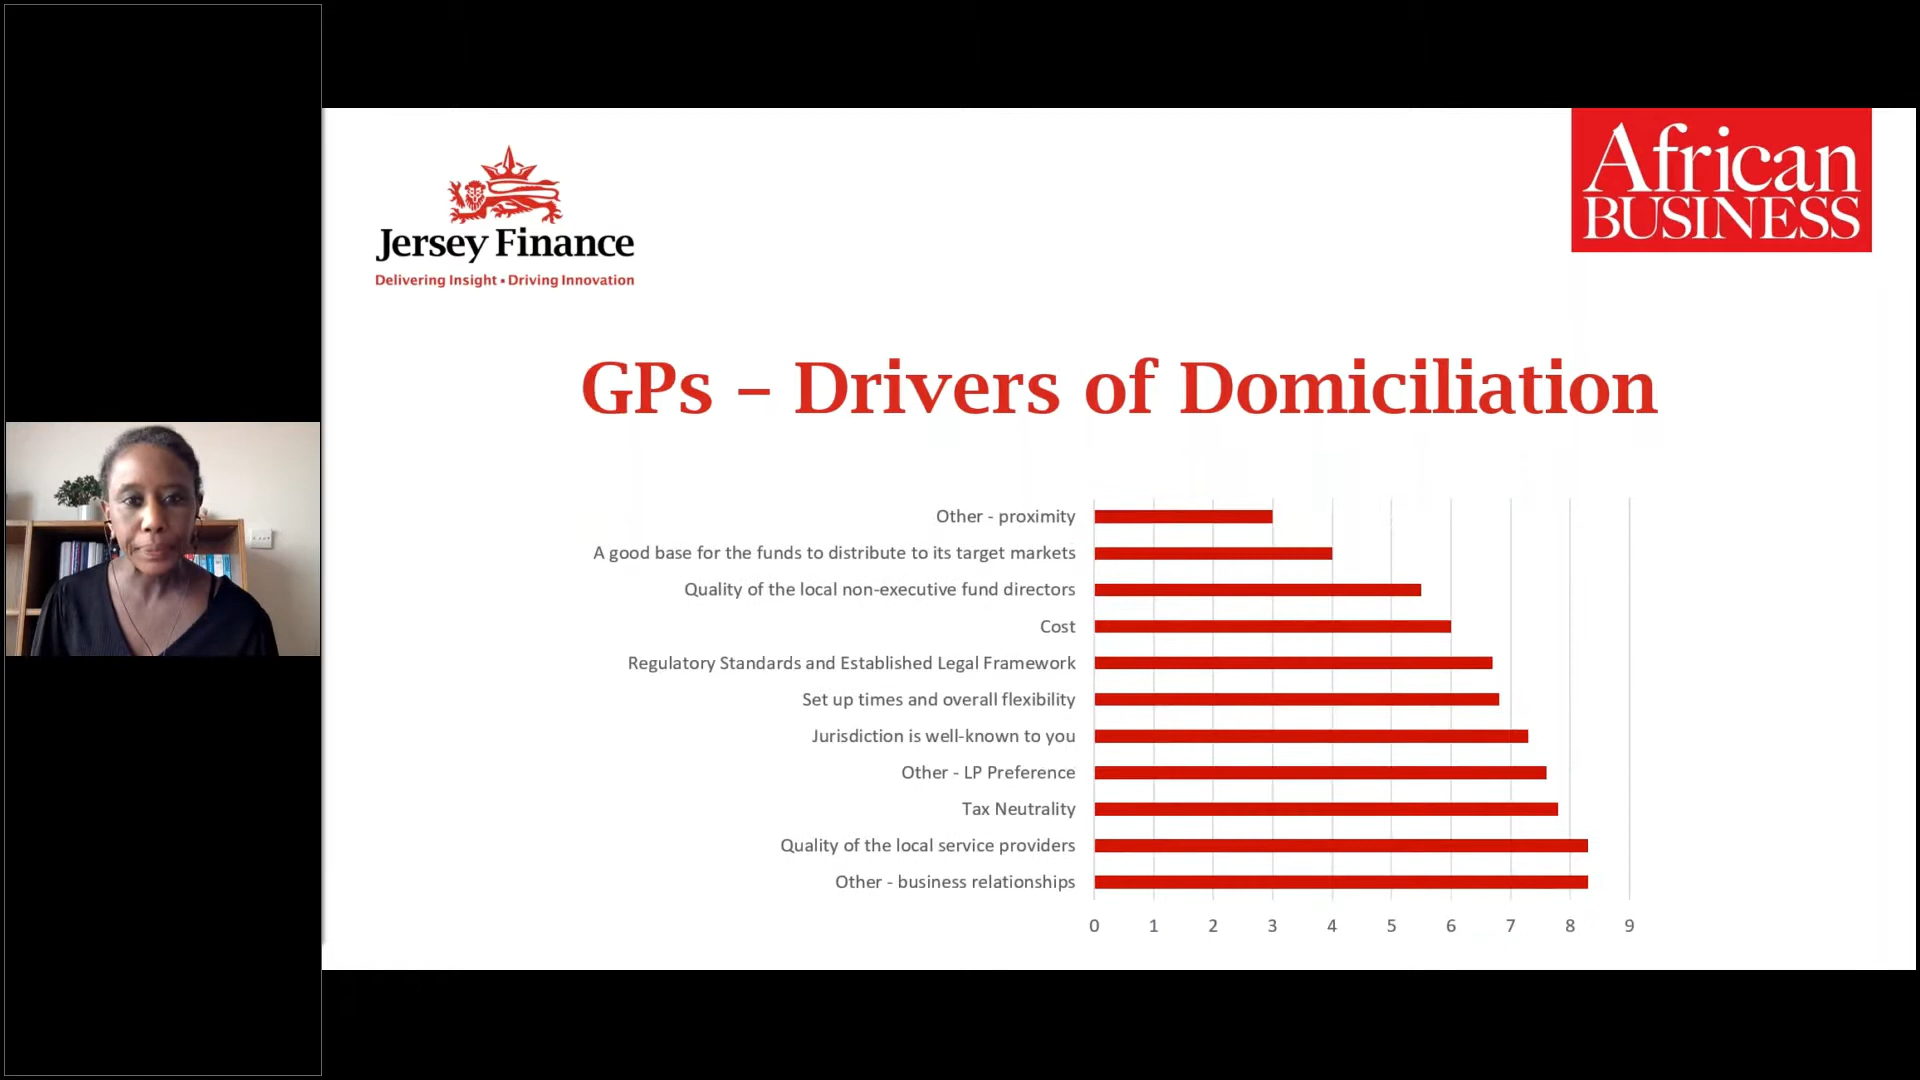 Jersey Finance
Delivering Insight • Driving Innovation
African
BUSINESS
GPs – Drivers of Domiciliation
Other - proximity
A good base for the funds to distribute to its target markets
Quality of the local non-executive fund directors
Cost
Regulatory Standards and Established Legal Framework
Set up times and overall flexibility
Jurisdiction is well-known to you
Other - LP Preference
Tax Neutrality
Quality of the local service providers
Other - business relationships
0 1 2 3 4 5 6 7 8 9